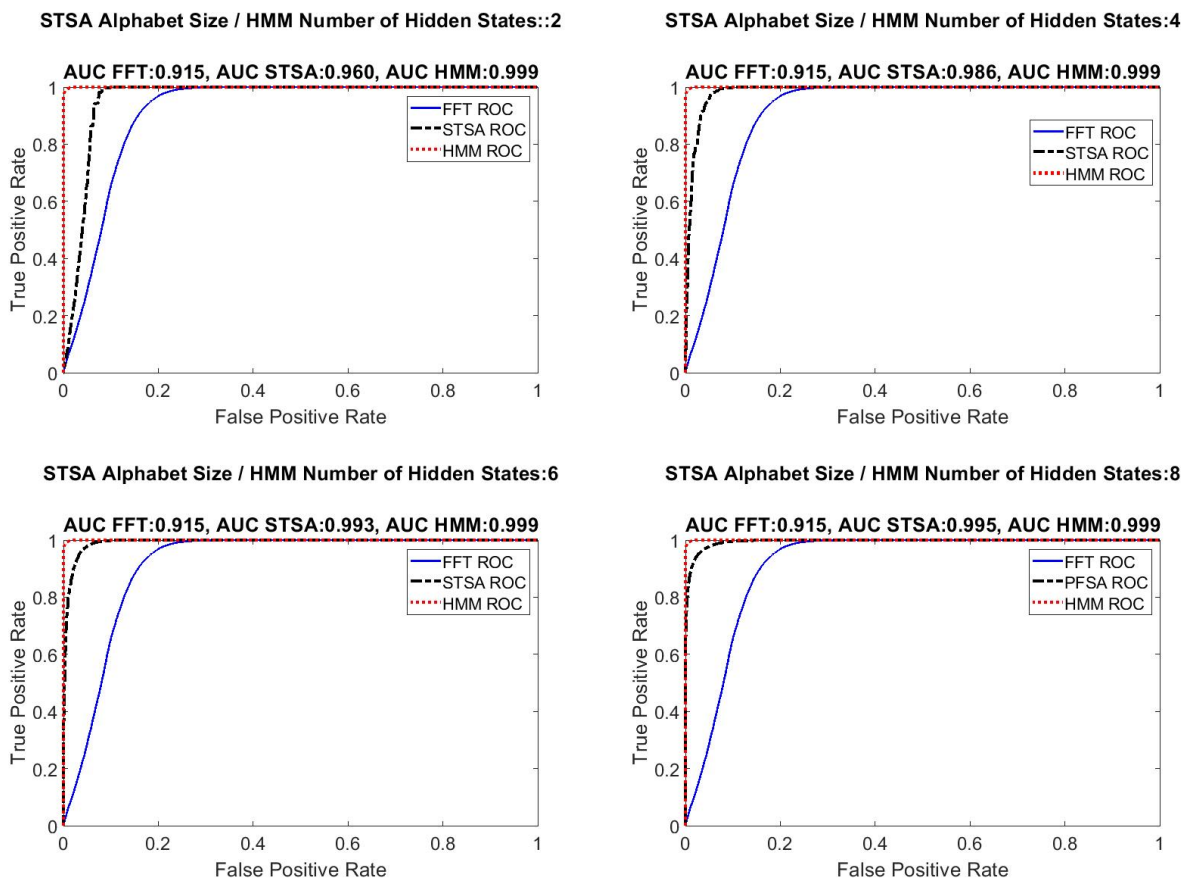 STSA Alphabet Size / HMM Number of Hidden States::2
AUC FFT:0.915, AUC STSA:0.960, AUC HMM:0.999
1
0.8
0.6
0.4
0.2
0
True Positive Rate
FFT ROC
STSA ROC
HMM ROC
0 0.2 0.4 0.6 0.8 1
False Positive Rate
STSA Alphabet Size / HMM Number of Hidden States:4
AUC FFT:0.915, AUC STSA:0.986, AUC HMM:0.999
1
0.8
0.6
0.4
0.2
0
True Positive Rate
FFT ROC
STSA ROC
HMM ROC
0 0.2 0.4 0.6 0.8 1
False Positive Rate
STSA Alphabet Size / HMM Number of Hidden States:6
AUC FFT:0.915, AUC STSA:0.993, AUC HMM:0.999
1
0.8
0.6
0.4
0.2
0
True Positive Rate
FFT ROC
STSA ROC
HMM ROC
0 0.2 0.4 0.6 0.8 1
False Positive Rate
STSA Alphabet Size / HMM Number of Hidden States:8
AUC FFT:0.915, AUC STSA:0.995, AUC HMM:0.999
1
0.8
0.6
0.4
0.2
0
True Positive Rate
FFT ROC
PFSA ROC
HMM ROC
0 0.2 0.4 0.6 0.8 1
False Positive Rate